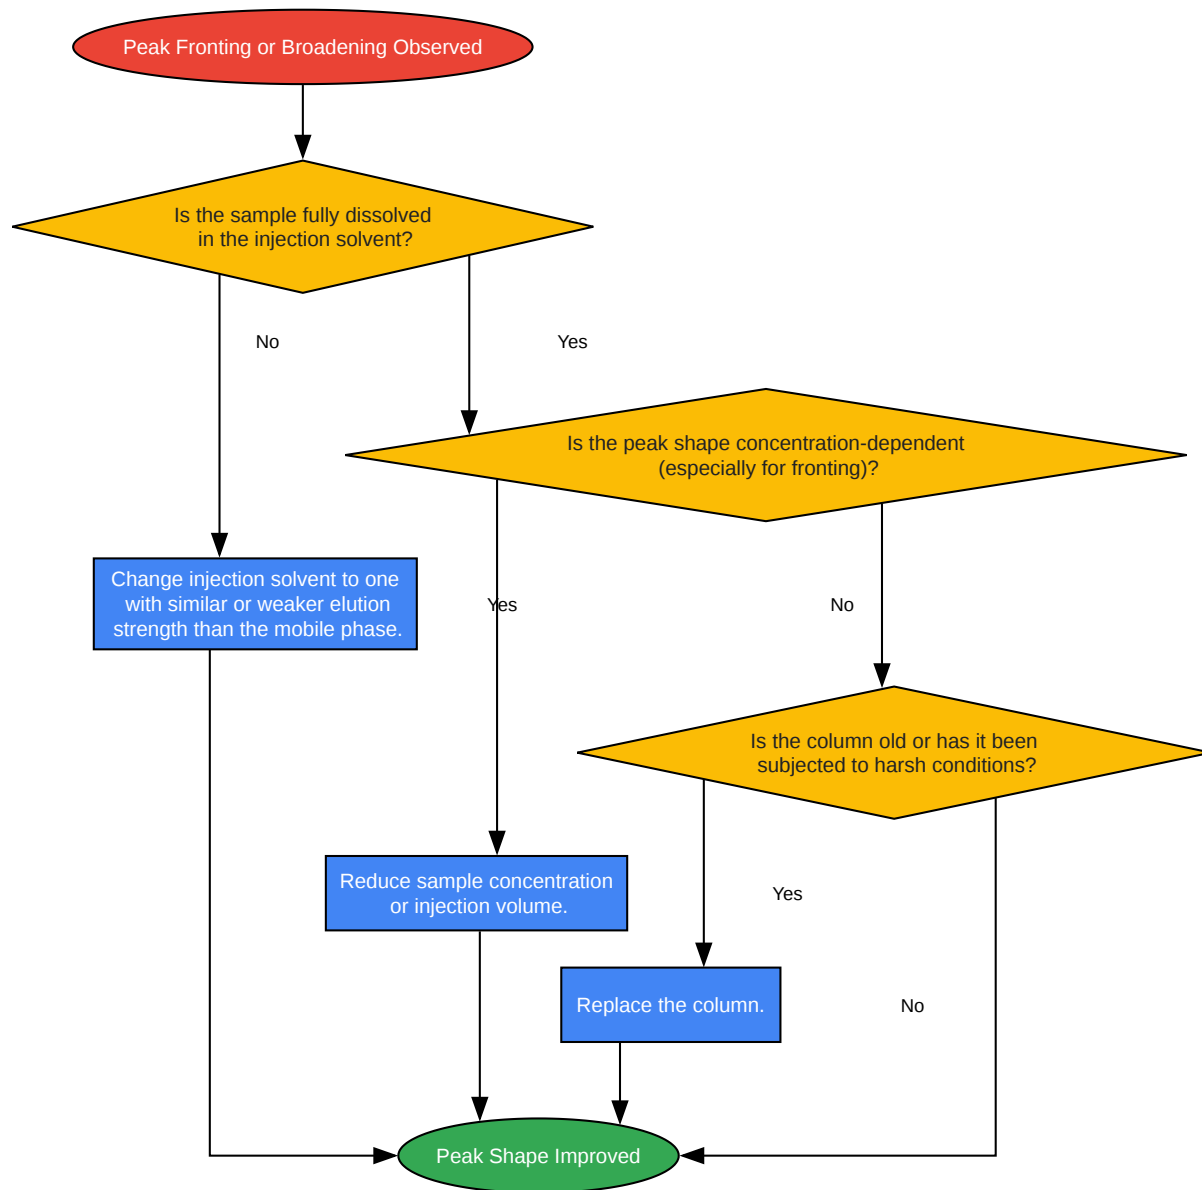 Peak Fronting or Broadening Observed
Is the sample fully dissolved
in the injection solvent?
No
Yes
Is the peak shape concentration-dependent
(especially for fronting)?
Change injection solvent to one
with similar or weaker elution
strength than the mobile phase.
Yes
No
Is the column old or has it been
subjected to harsh conditions?
Reduce sample concentration
or injection volume.
Yes
Replace the column.
No
Peak Shape Improved